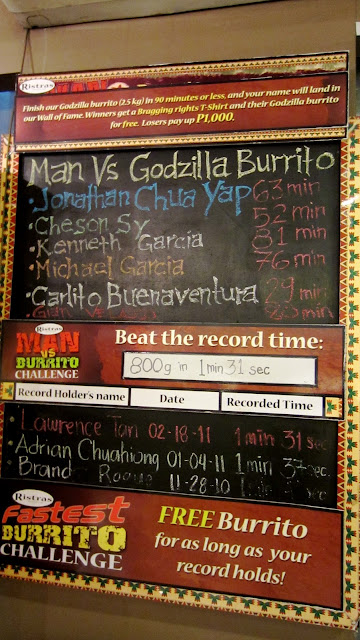 Ristras
Finish our Godzilla burrito (2.5 kg) in 90 minutes or less, and your name will land in
our Wall of Fame. Winners get a Bragging rights T-Shirt and their Godzilla burrito
for free. Losers pay up P1,000.
Man Vs Godzilla Burrito
• Jonathan Chua Yap 63 min
• Cheson Sy 52 min
• Kenneth Garcia 81 min
• Michael Garcia 76 min
• Carlito Buenaventura 29 min
min
Ristras
MAN VS BURRITO CHALLENGE
Beat the record time:
800g in 1min 31 sec
Record Holder's name Date Recorded Time
• Lawrence Tan 02-18-11 1 min 31 sec
• Adrian Chuahiong 01-04-11 1 min 37 sec
• Brand 11-28-10
Ristras
Fastest
BURRITO
CHALLENGE
FREE Burrito
for as long as your
record holds!